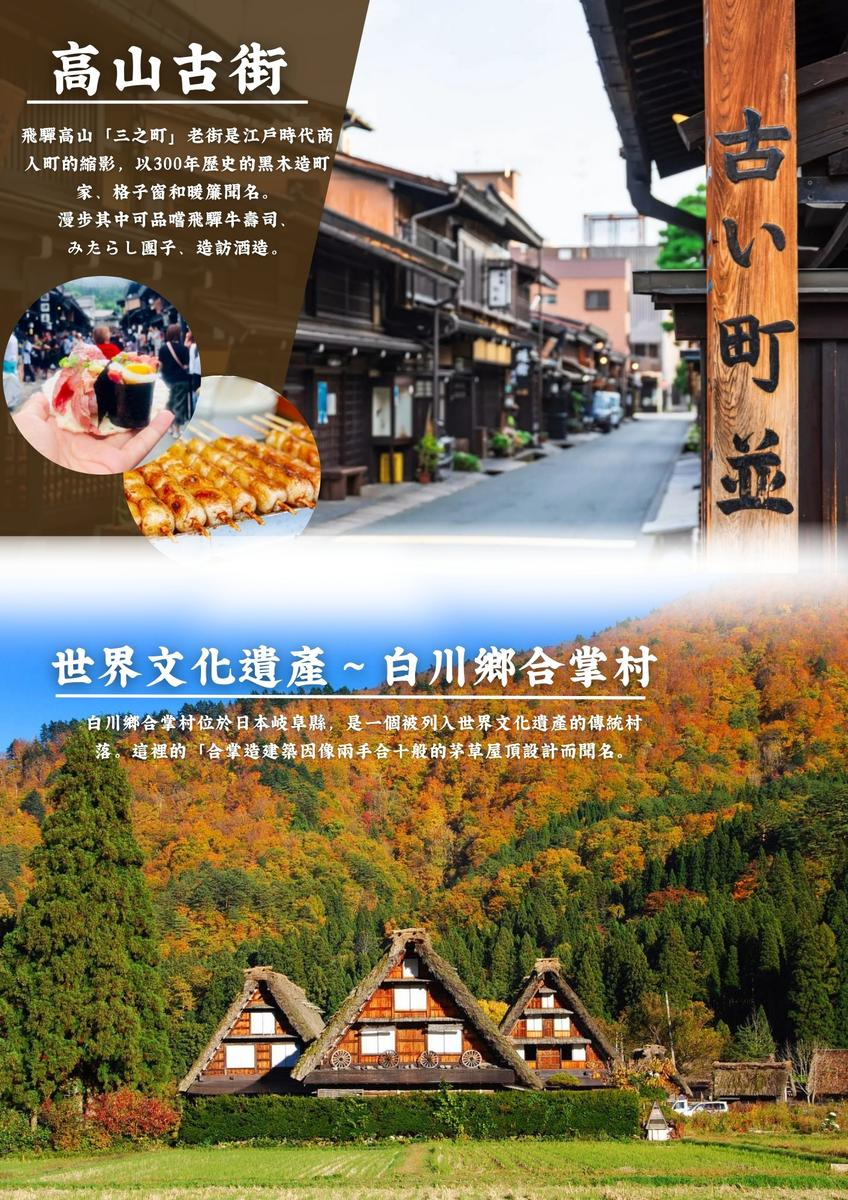 高山古街
飛驒高山「三之町」老街是江戶時代商
人町的縮影，以300年歷史的黑木造町
家、格子窗和暖簾聞名。
漫步其中可品嚐飛驒牛壽司、
みたらし團子、造訪酒造。
古い町並
世界文化遺產 ~ 白川鄉合掌村
白川鄉合掌村位於日本岐阜縣，是一個被列入世界文化遺產的傳統村
落。這裡的「合掌造建築因像兩手合十般的茅草屋頂設計而聞名。